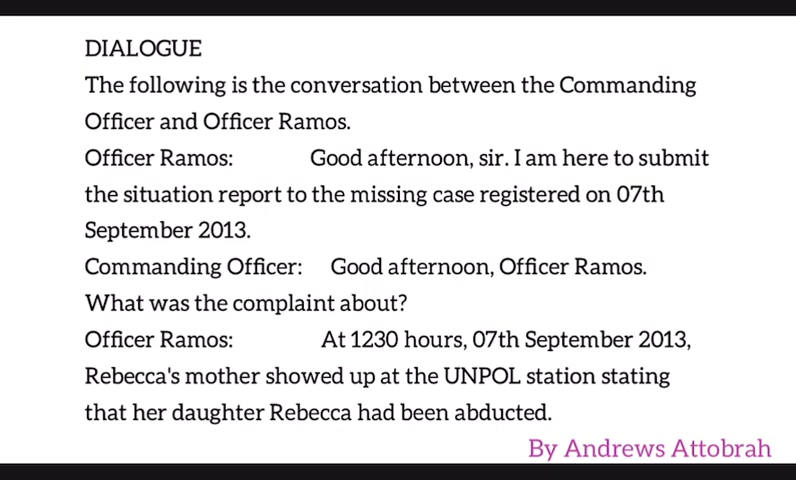 DIALOGUE
The following is the conversation between the Commanding
Officer and Officer Ramos.
Officer Ramos: Good afternoon, sir. I am here to submit
the situation report to the missing case registered on 07th
September 2013.
Commanding Officer: Good afternoon, Officer Ramos.
What was the complaint about?
Officer Ramos: At 1230 hours, 07th September 2013,
Rebecca's mother showed up at the UNPOL station stating
that her daughter Rebecca had been abducted.
By Andrews Attobrah